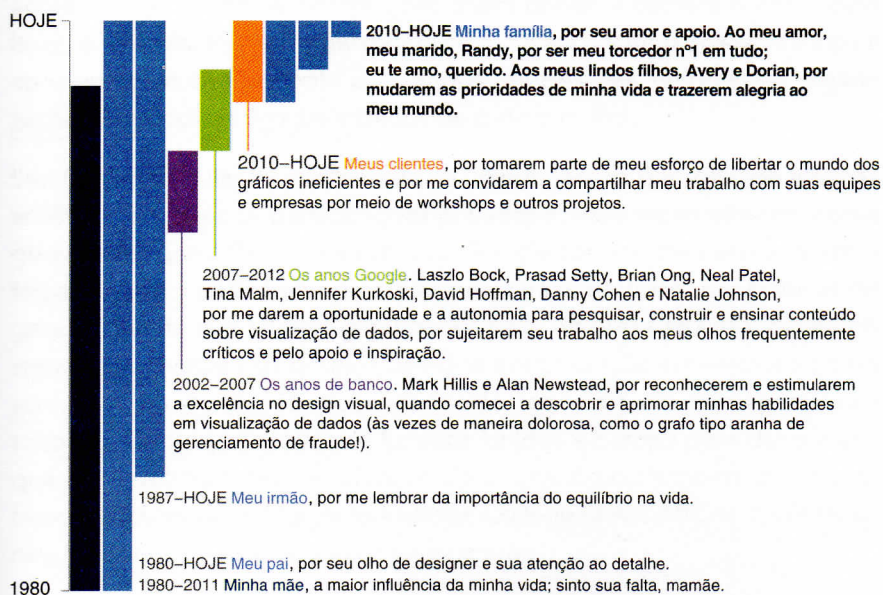 HOJE
2010–HOJE Minha família, por seu amor e apoio. Ao meu amor,
meu marido, Randy, por ser meu torcedor nº1 em tudo;
eu te amo, querido. Aos meus lindos filhos, Avery e Dorian, por
mudarem as prioridades de minha vida e trazerem alegria ao
meu mundo.
2010–HOJE Meus clientes, por tomarem parte de meu esforço de libertar o mundo dos
gráficos ineficientes e por me convidarem a compartilhar meu trabalho com suas equipes
e empresas por meio de workshops e outros projetos.
2007–2012 Os anos Google. Laszlo Bock, Prasad Setty, Brian Ong, Neal Patel,
Tina Malm, Jennifer Kurkoski, David Hoffman, Danny Cohen e Natalie Johnson,
por me darem a oportunidade e a autonomia para pesquisar, construir e ensinar conteúdo
sobre visualização de dados, por sujeitarem seu trabalho aos meus olhos frequentemente
críticos e pelo apoio e inspiração.
2002–2007 Os anos de banco. Mark Hillis e Alan Newstead, por reconhecerem e estimularem
a excelência no design visual, quando comecei a descobrir e aprimorar minhas habilidades
em visualização de dados (às vezes de maneira dolorosa, como o grafo tipo aranha de
gerenciamento de fraude!).
1987–HOJE Meu irmão, por me lembrar da importância do equilíbrio na vida.
1980–HOJE Meu pai, por seu olho de designer e sua atenção ao detalhe.
1980–2011 Minha mãe, a maior influência da minha vida; sinto sua falta, mamãe.
1980